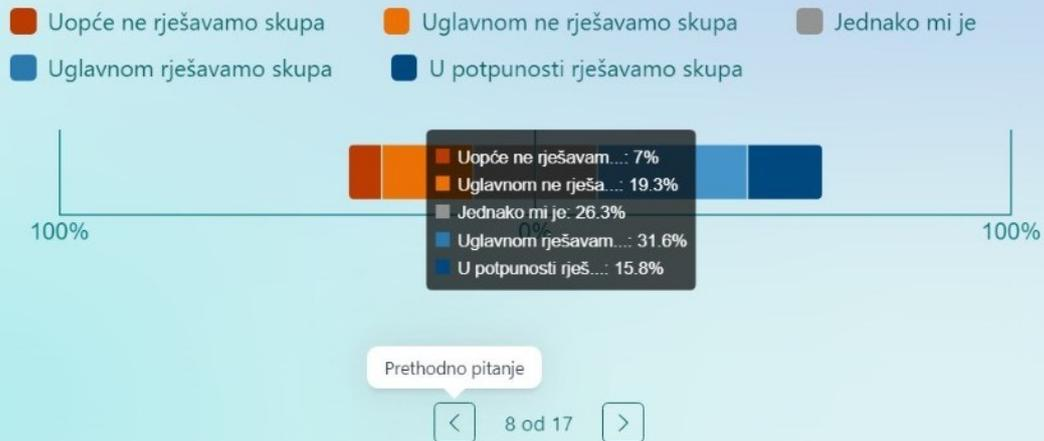 Uopće ne rješavamo skupa
Uglavnom ne rješavamo skupa
Jednako mi je
Uglavnom rješavamo skupa
U potpunosti rješavamo skupa
Uopće ne rješavam...: 7%
Uglavnom ne rješa...: 19.3%
Jednako mi je: 26.3%
Uglavnom rješavam...: 31.6%
U potpunosti rješ...: 15.8%
100%
0%
100%
Prethodno pitanje
8 od 17